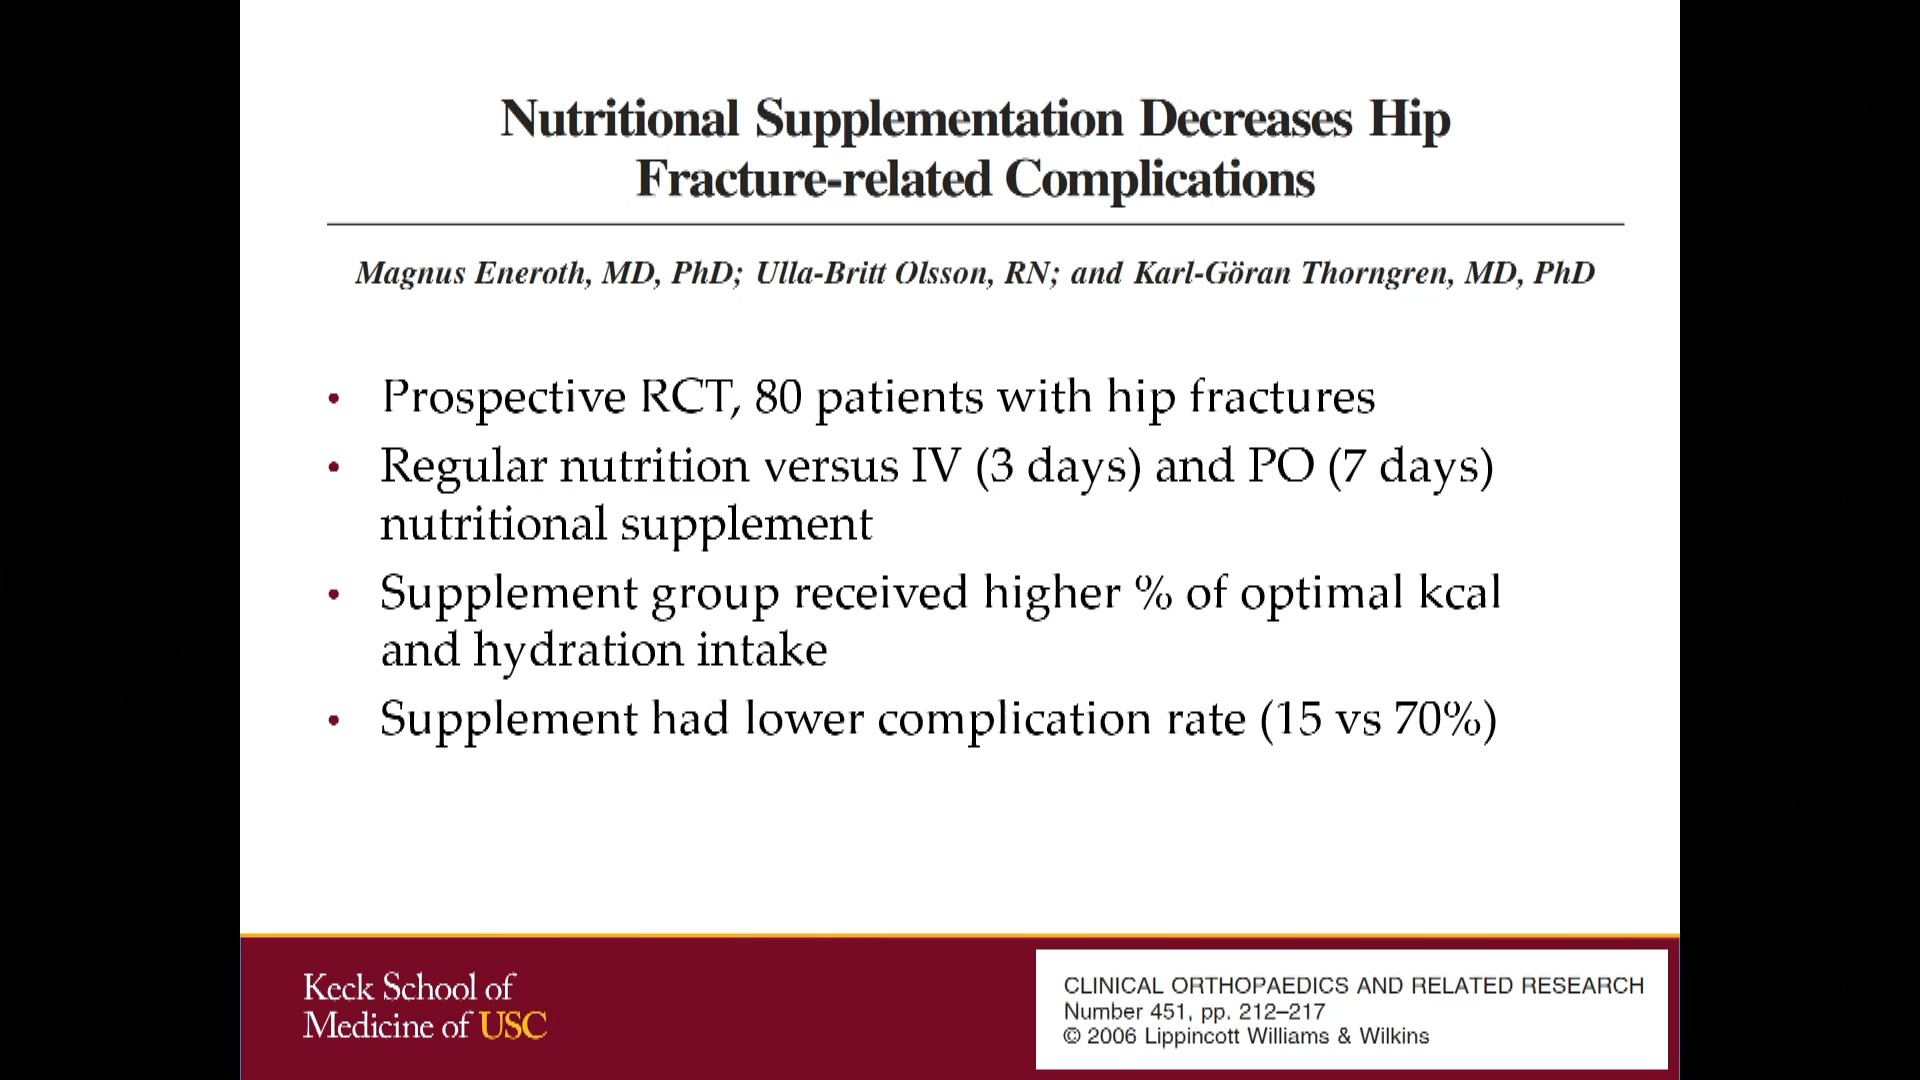 Nutritional Supplementation Decreases Hip
Fracture-related Complications
Magnus Eneroth, MD, PhD; Ulla-Britt Olsson, RN; and Karl-Göran Thorngren, MD, PhD
• Prospective RCT, 80 patients with hip fractures
• Regular nutrition versus IV (3 days) and PO (7 days)
nutritional supplement
• Supplement group received higher % of optimal kcal
and hydration intake
• Supplement had lower complication rate (15 vs 70%)
Keck School of
Medicine of USC
CLINICAL ORTHOPAEDICS AND RELATED RESEARCH
Number 451, pp. 212–217
© 2006 Lippincott Williams & Wilkins